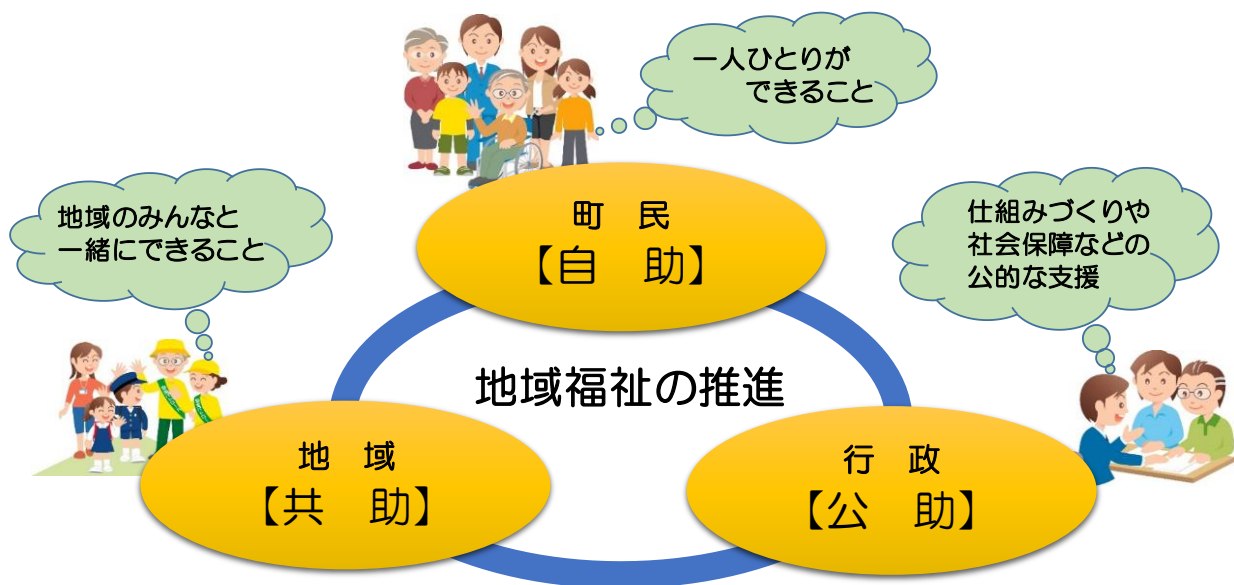 一人ひとりが
できること
地域のみんなと
一緒にできること
仕組みづくりや
社会保障などの
公的な支援
町　民
【自　助】
地域福祉の推進
地　域
【共　助】
行　政
【公　助】